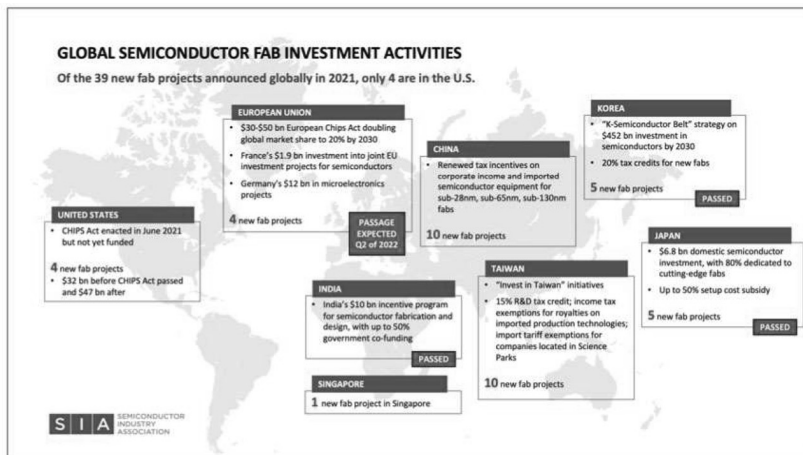 GLOBAL SEMICONDUCTOR FAB INVESTMENT ACTIVITIES
Of the 39 new fab projects announced globally in 2021, only 4 are in the U.S.
UNITED STATES
• CHIPS Act enacted in June 2021
but not yet funded
4 new fab projects
• $32 bn before CHIPS Act passed
and $47 bn after
EUROPEAN UNION
• $30-$50 bn European Chips Act doubling
global market share to 20% by 2030
• France's $1.9 bn investment into joint EU
investment projects for semiconductors
• Germany's $12 bn in microelectronics
projects
4 new fab projects
PASSAGE
EXPECTED
Q2 of 2022
CHINA
• Renewed tax incentives on
corporate income and imported
semiconductor equipment for
sub-28nm, sub-65nm, sub-130nm
fabs
10 new fab projects
KOREA
• "K-Semiconductor Belt" strategy on
$452 bn investment in
semiconductors by 2030
• 20% tax credits for new fabs
5 new fab projects
PASSED
INDIA
• India's $10 bn incentive program
for semiconductor fabrication and
design, with up to 50%
government co-funding
PASSED
SINGAPORE
1 new fab project in Singapore
TAIWAN
• "Invest in Taiwan" initiatives
• 15% R&D tax credit; income tax
exemptions for royalties on
imported production technologies;
import tariff exemptions for
companies located in Science
Parks
10 new fab projects
JAPAN
• $6.8 bn domestic semiconductor
investment, with 80% dedicated to
cutting-edge fabs
• Up to 50% setup cost subsidy
5 new fab projects
PASSED
SIA
SEMICONDUCTOR
INDUSTRY
ASSOCIATION